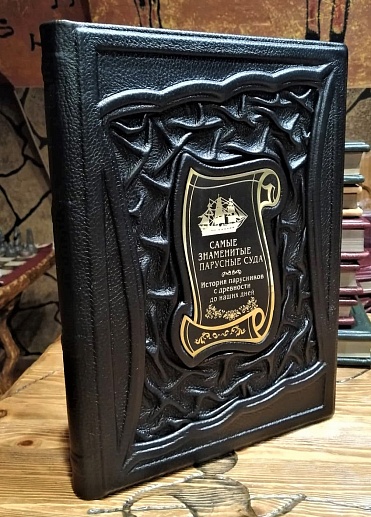 САМЫЕ
ЗНАМЕНИТЫЕ
ПАРУСНЫЕ СУДА
История парусников
с древности
до наших дней